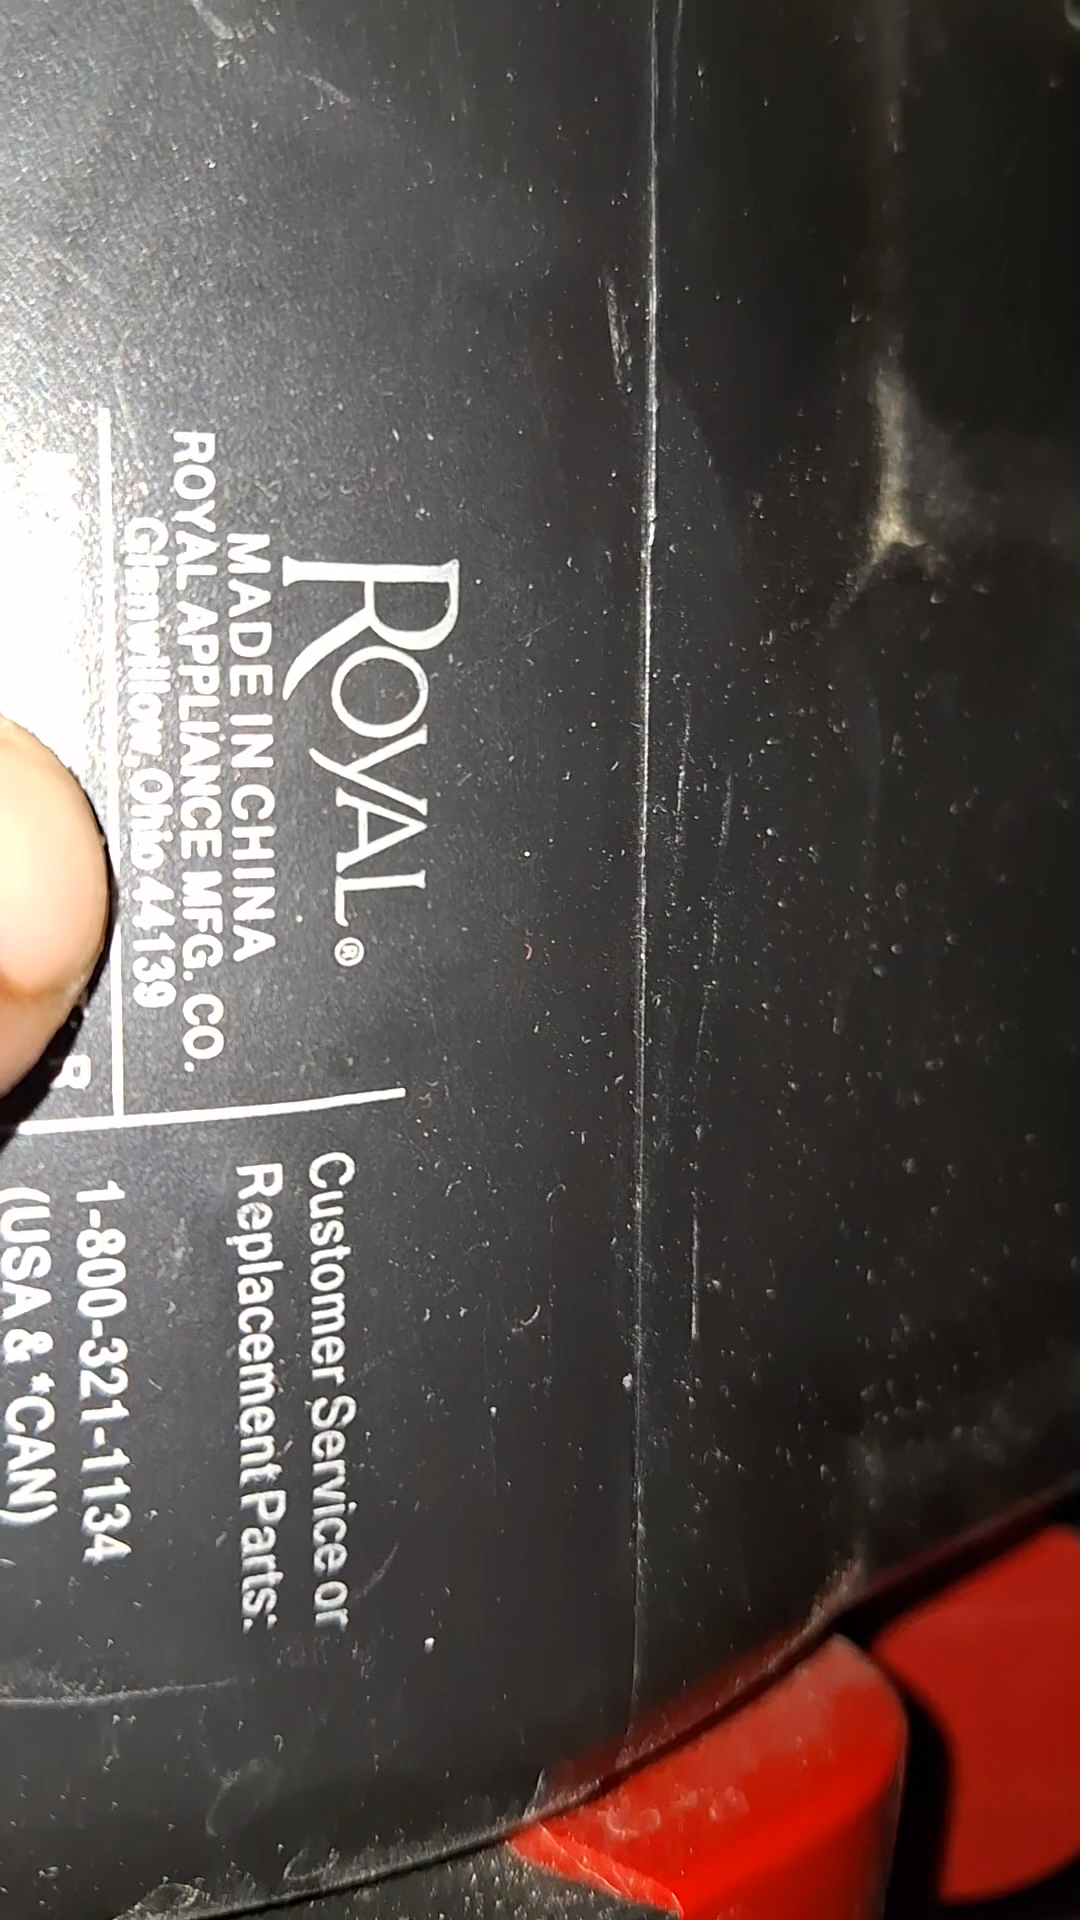 ROYAL®
MADE IN CHINA
ROYAL APPLIANCE MFG. CO.
Glenwillow, Ohio 44139
R
Customer Service or
Replacement Parts:
1-800-321-1134
(USA & *CAN)